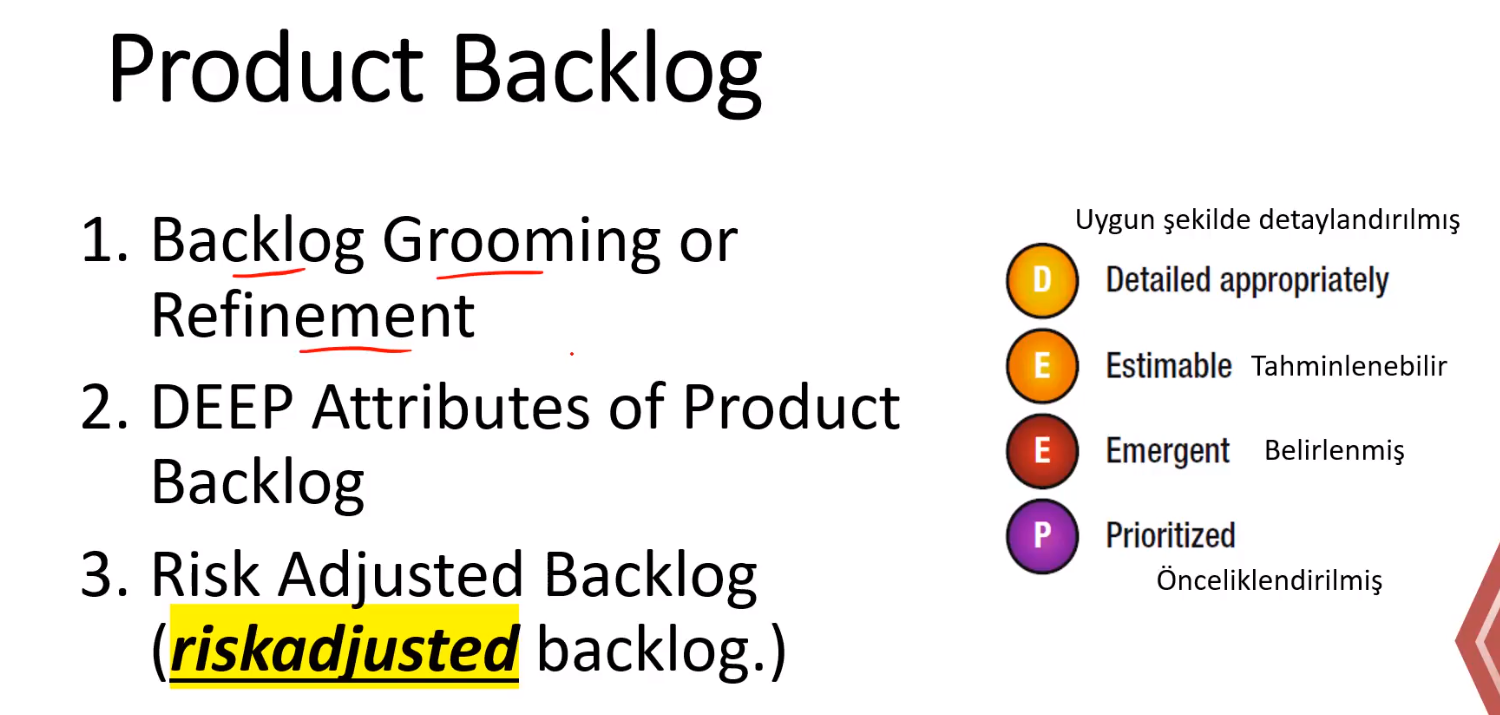 Product Backlog
1. Backlog Grooming or
Refinement
2. DEEP Attributes of Product
Backlog
3. Risk Adjusted Backlog
(riskadjusted backlog.)
Uygun şekilde detaylandırılmış
D Detailed appropriately
E Estimable Tahminlenebilir
E Emergent Belirlenmiş
P Prioritized
Önceliklendirilmiş